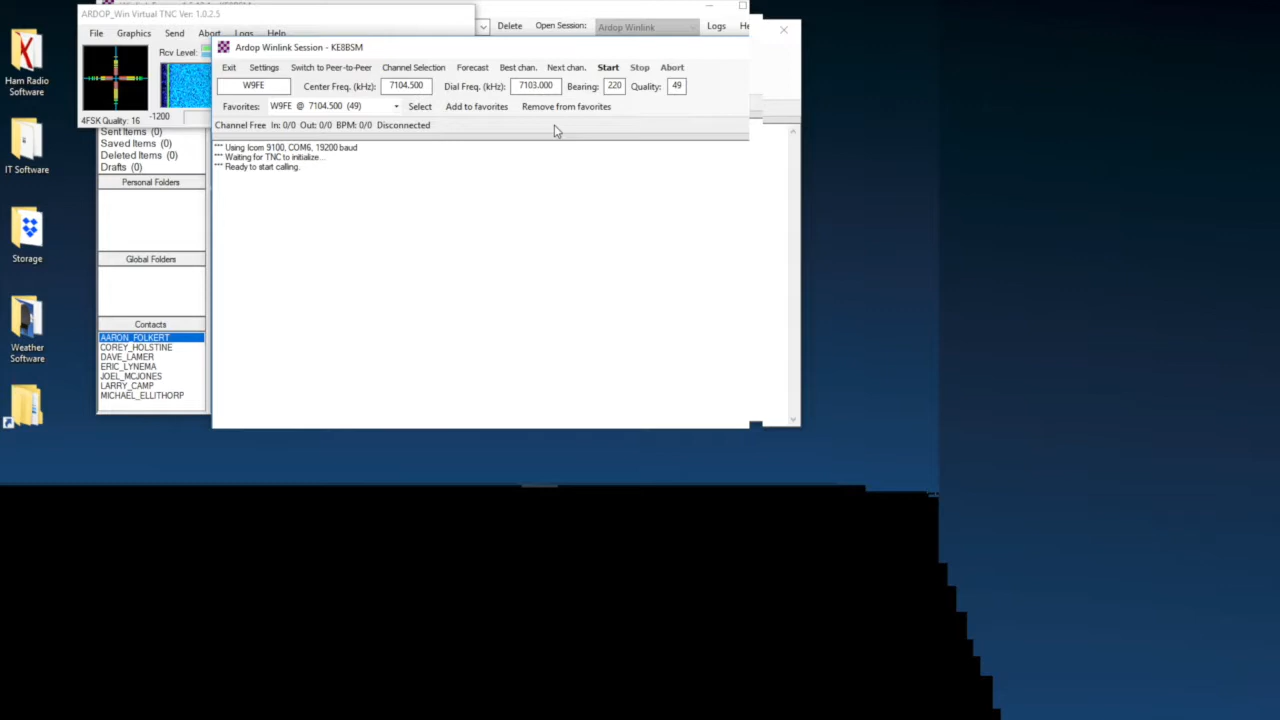 ARDOP_Win Virtual TNC Ver: 1.0.2.5
File Graphics Send Abort Logs Help
Rcv Level:
4FSK Quality: 16
-1200
Delete Open Session: Ardop Winlink Logs He
Ardop Winlink Session - KE8BSM
Exit Settings Switch to Peer-to-Peer Channel Selection Forecast Best chan. Next chan. Start Stop Abort
W9FE Center Freq. (kHz): 7104.500 Dial Freq. (kHz): 7103.000 Bearing: 220 Quality: 49
Favorites: W9FE @ 7104.500 (49) Select Add to favorites Remove from favorites
Channel Free In: 0/0 Out: 0/0 BPM: 0/0 Disconnected
*** Using Icom 9100, COM6, 19200 baud
*** Waiting for TNC to initialize...
*** Ready to start calling.
Sent Items (0)
Saved Items (0)
Deleted Items (0)
Drafts (0)
Personal Folders
Global Folders
Contacts
AARON_FOLKERT
COREY_HOLSTINE
DAVE_LAMER
ERIC_LYNEMA
JOEL_MCJONES
LARRY_CAMP
MICHAEL_ELLITHORP
Ham Radio
Software
IT Software
Storage
Weather
Software